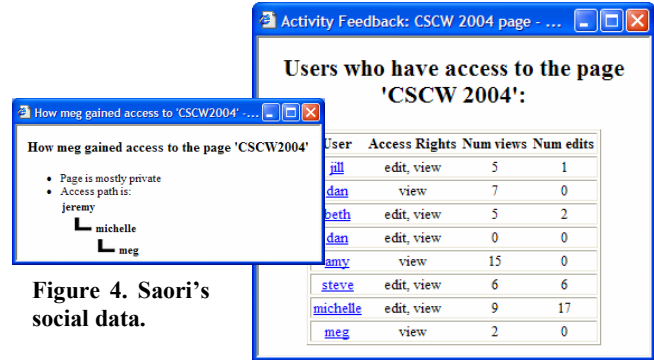 Activity Feedback: CSCW 2004 page - ...
Users who have access to the page
'CSCW 2004':
User Access Rights Num views Num edits
jill edit, view 5 1
dan view 7 0
beth edit, view 5 2
dan edit, view 0 0
amy view 15 0
steve edit, view 6 6
michelle edit, view 9 17
meg view 2 0
How meg gained access to 'CSCW2004' -...
How meg gained access to the page 'CSCW2004'
• Page is mostly private
• Access path is:
jeremy
michelle
meg
Figure 4. Saori's
social data.